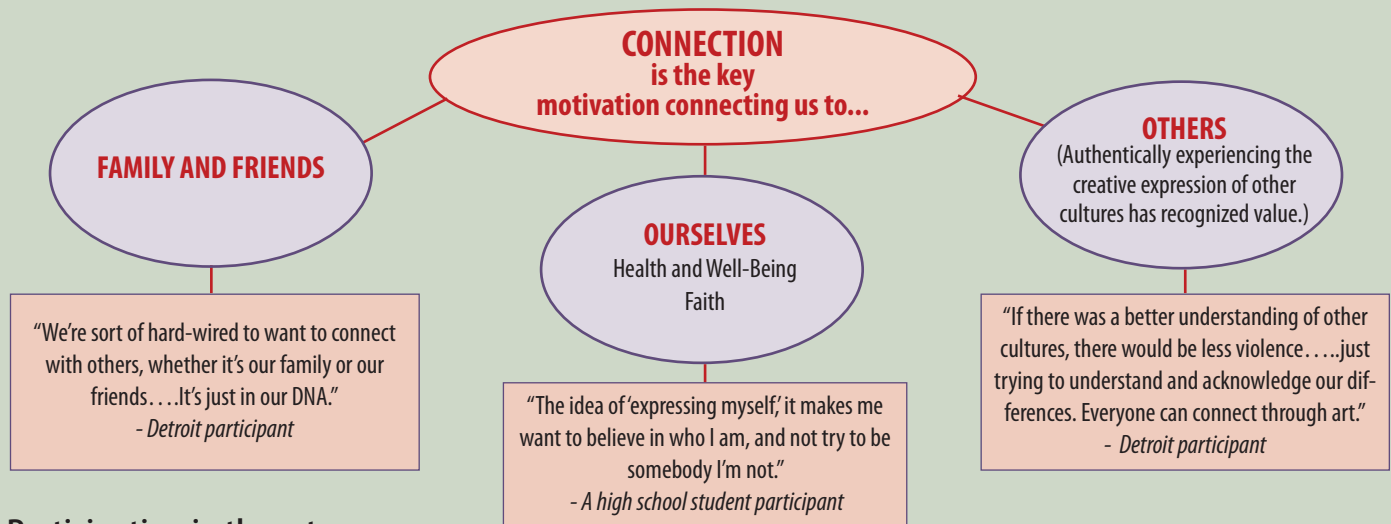 CONNECTION
is the key
motivation connecting us to...
FAMILY AND FRIENDS
“We’re sort of hard-wired to want to connect
with others, whether it’s our family or our
friends. . . .It’s just in our DNA.”
- Detroit participant
OURSELVES
Health and Well-Being
Faith
“The idea of ‘expressing myself,’ it makes me
want to believe in who I am, and not try to be
somebody I’m not.”
- A high school student participant
OTHERS
(Authentically experiencing the
creative expression of other
cultures has recognized value.)
“If there was a better understanding of other
cultures, there would be less violence. . . . .just
trying to understand and acknowledge our dif-
ferences. Everyone can connect through art.”
- Detroit participant